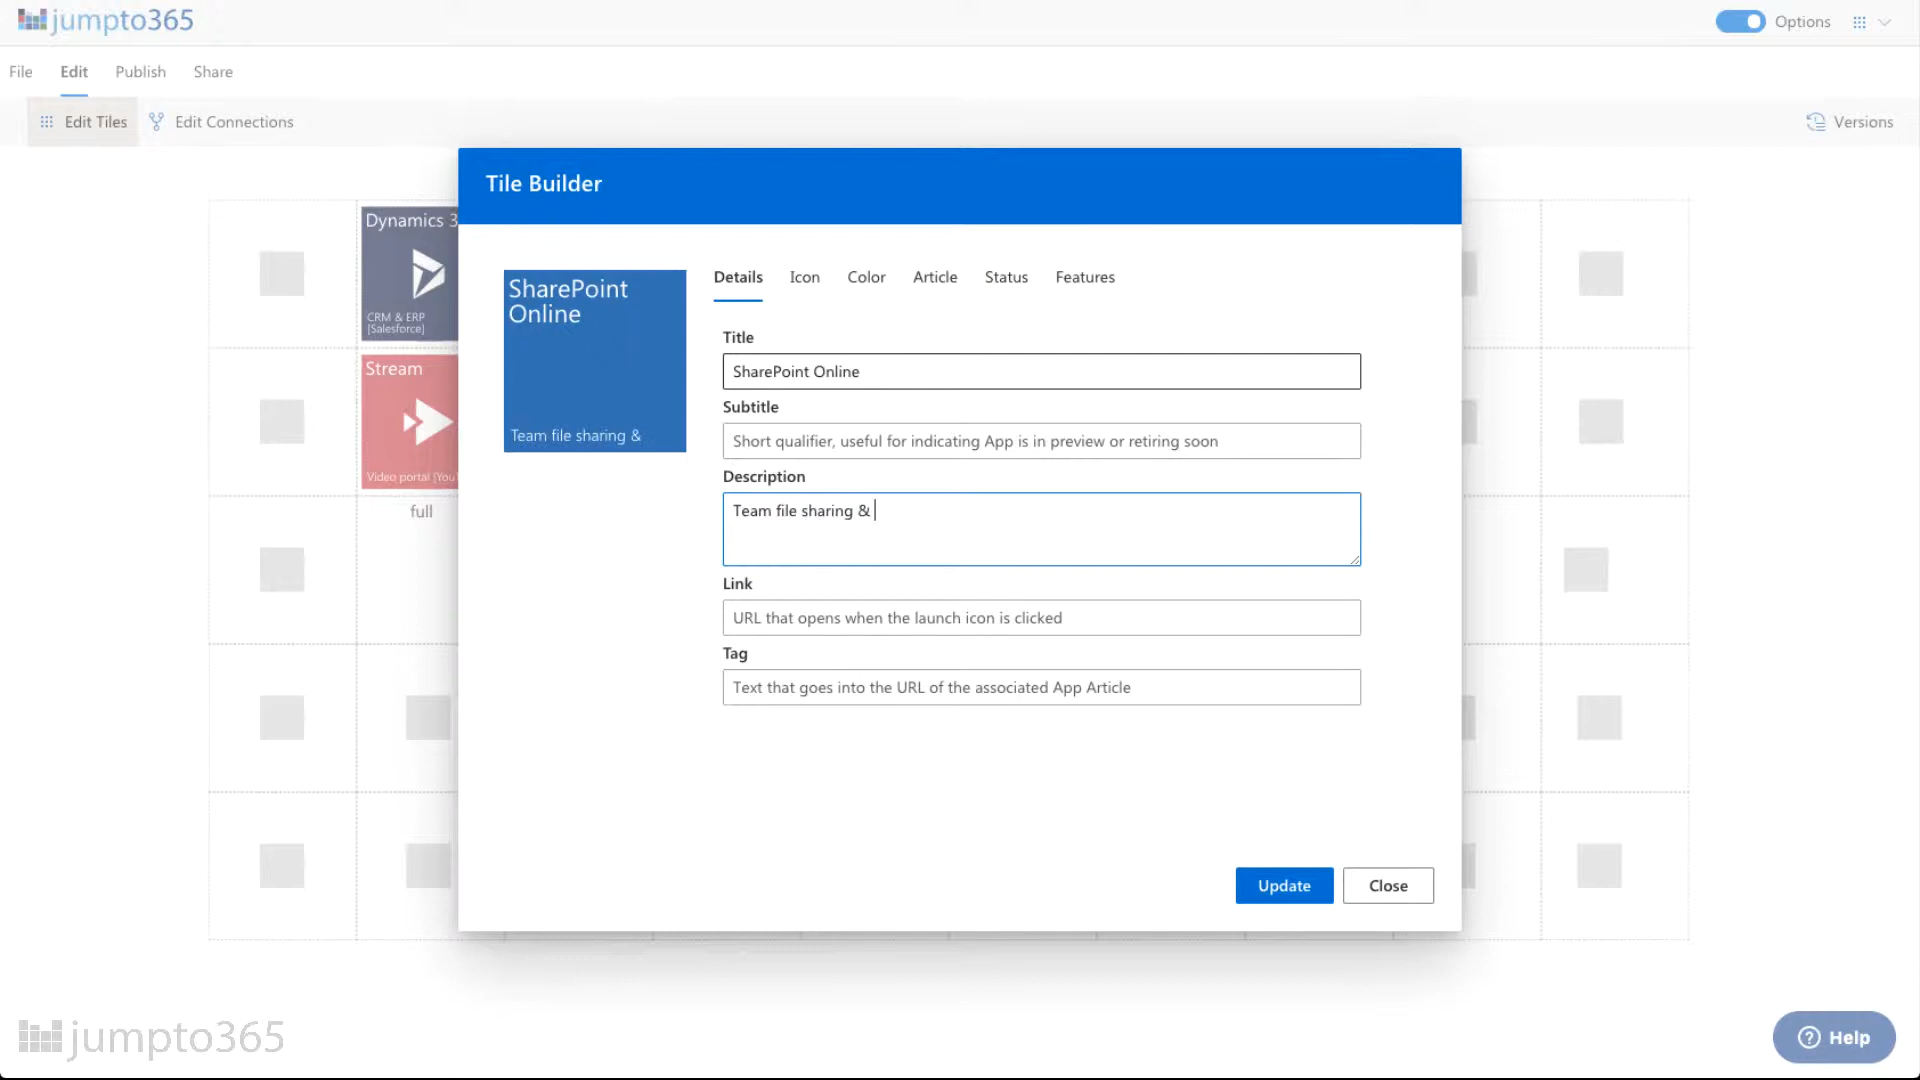 jumpto365
Options
File Edit Publish Share
Edit Tiles Edit Connections
Versions
Tile Builder
Dynamics 3
CRM & ERP
[Salesforce]
Stream
Video portal [You
full
SharePoint
Online
Team file sharing &
Details Icon Color Article Status Features
Title
SharePoint Online
Subtitle
Short qualifier, useful for indicating App is in preview or retiring soon
Description
Team file sharing &
Link
URL that opens when the launch icon is clicked
Tag
Text that goes into the URL of the associated App Article
Update Close
jumpto365
? Help